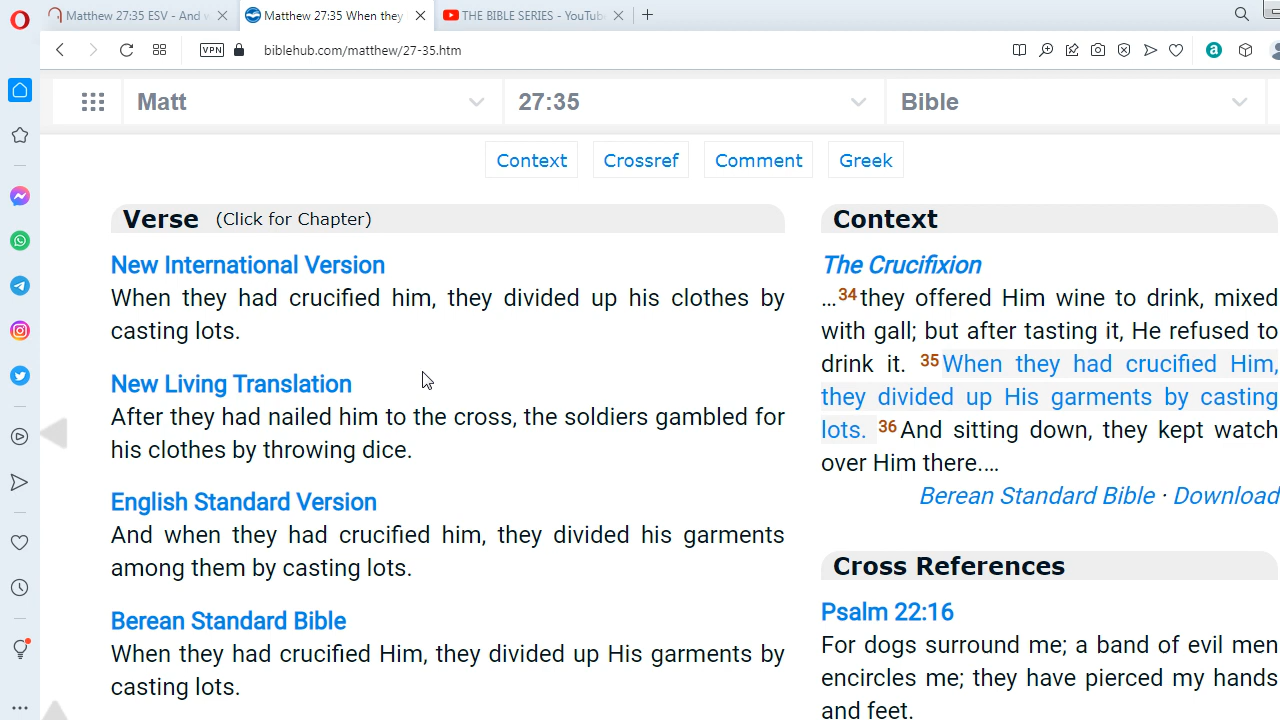 Matthew 27:35 ESV - And
Matthew 27:35 When they
THE BIBLE SERIES - YouTub
VPN
biblehub.com/matthew/27-35.htm
a
Matt
27:35
Bible
Context
Crossref
Comment
Greek
Verse (Click for Chapter)
New International Version
When they had crucified him, they divided up his clothes by
casting lots.
New Living Translation
After they had nailed him to the cross, the soldiers gambled for
his clothes by throwing dice.
English Standard Version
And when they had crucified him, they divided his garments
among them by casting lots.
Berean Standard Bible
When they had crucified Him, they divided up His garments by
casting lots.
Context
The Crucifixion
…34they offered Him wine to drink, mixed
with gall; but after tasting it, He refused to
drink it. 35When they had crucified Him,
they divided up His garments by casting
lots. 36And sitting down, they kept watch
over Him there.…
Berean Standard Bible · Download
Cross References
Psalm 22:16
For dogs surround me; a band of evil men
encircles me; they have pierced my hands
and feet.